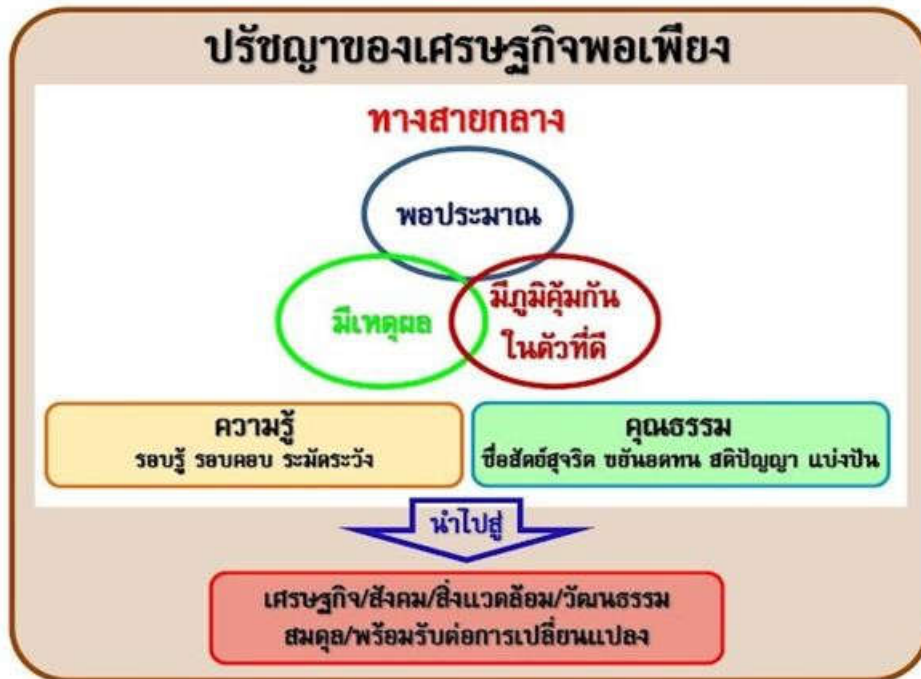 ปรัชญาของเศรษฐกิจพอเพียง
ทางสายกลาง
พอประมาณ
มีเหตุผล
มีภูมิคุ้มกัน
ในตัวที่ดี
ความรู้
รอบรู้ รอบคอบ ระมัดระวัง
คุณธรรม
ซื่อสัตย์สุจริต ขยันอดทน สติปัญญา แบ่งปัน
นำไปสู่
เศรษฐกิจ/สังคม/สิ่งแวดล้อม/วัฒนธรรม
สมดุล/พร้อมรับต่อการเปลี่ยนแปลง